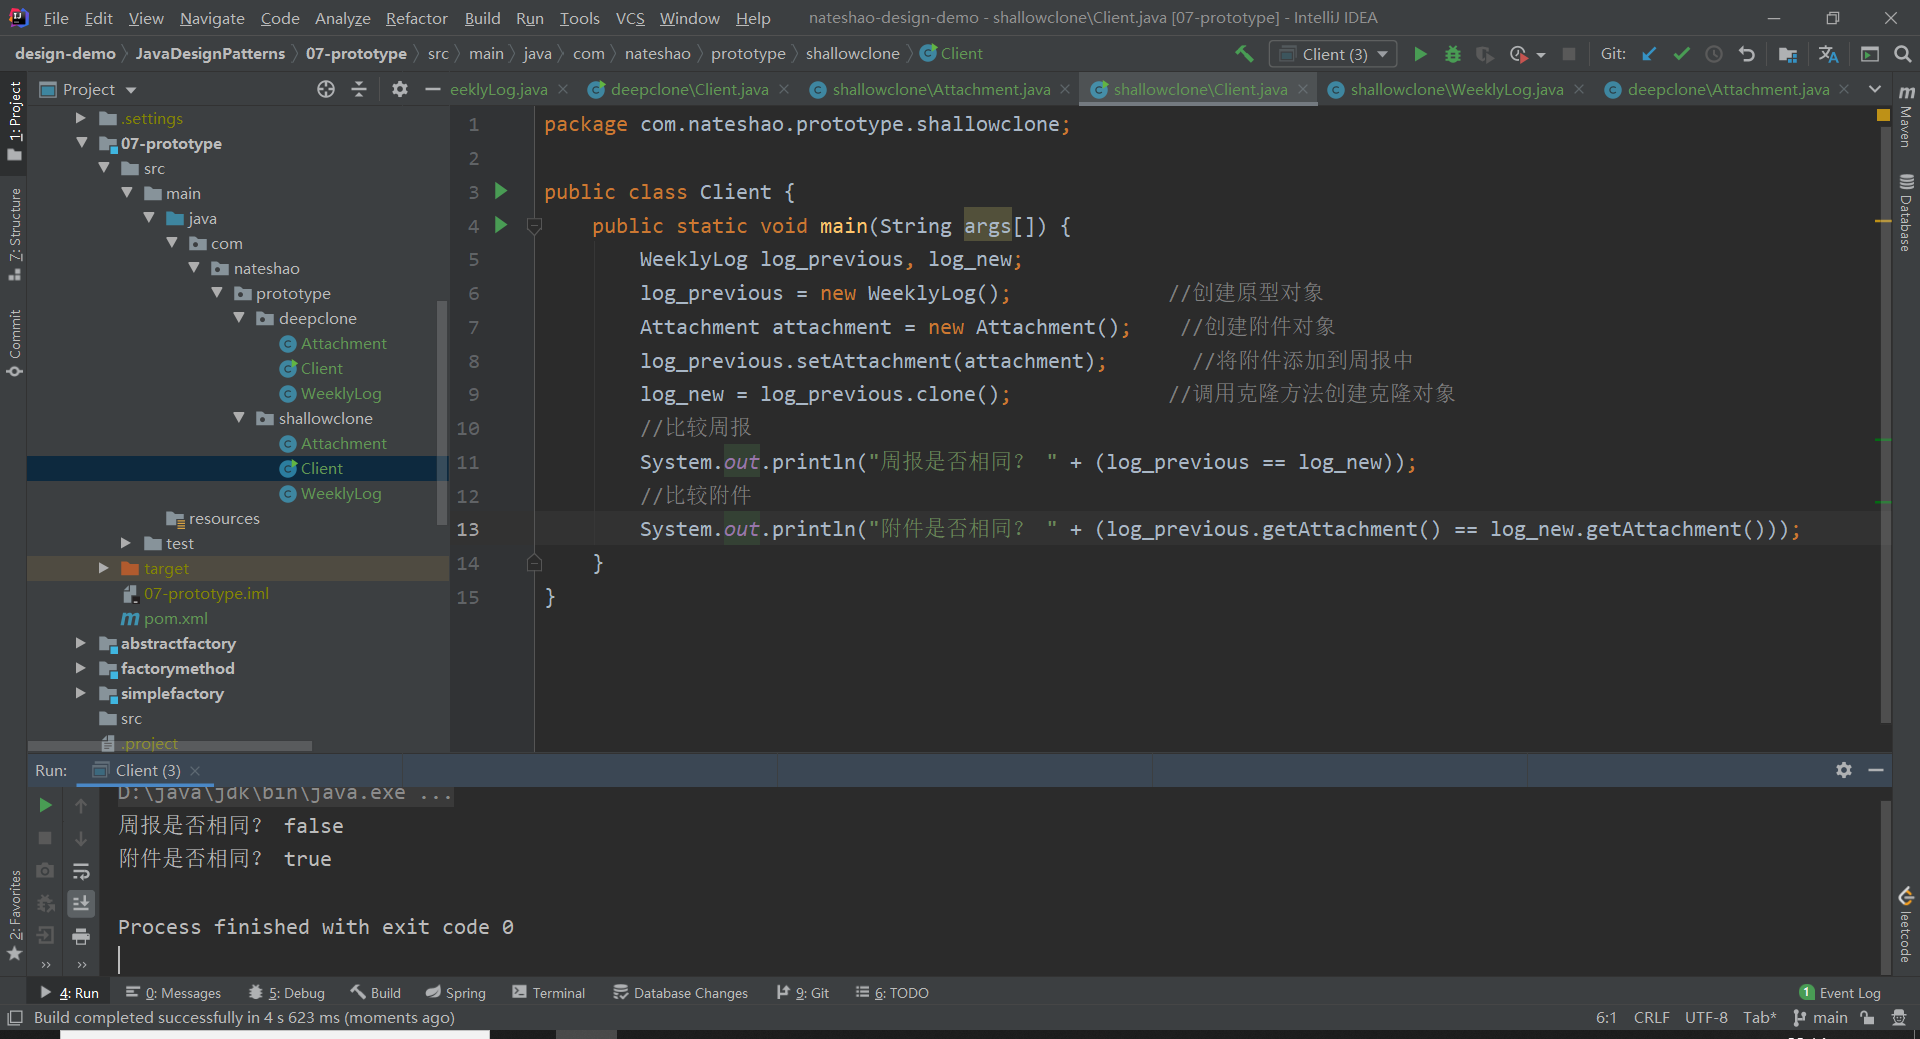 File Edit View Navigate Code Analyze Refactor Build Run Tools VCS Window Help nateshao-design-demo - shallowclone\Client.java [07-prototype] - IntelliJ IDEA
design-demo JavaDesignPatterns 07-prototype src main java com nateshao prototype shallowclone Client Client (3) Git:
Project eeklyLog.java deepclone\Client.java shallowclone\Attachment.java shallowclone\Client.java shallowclone\WeeklyLog.java deepclone\Attachment.java
1: Project
7: Structure
Commit
2: Favorites
.settings
07-prototype
src
main
java
com
nateshao
prototype
deepclone
Attachment
Client
WeeklyLog
shallowclone
Attachment
Client
WeeklyLog
resources
test
target
07-prototype.iml
pom.xml
abstractfactory
factorymethod
simplefactory
src
.project
1 package com.nateshao.prototype.shallowclone;
2
3 public class Client {
4 public static void main(String args[]) {
5 WeeklyLog log_previous, log_new;
6 log_previous = new WeeklyLog(); //创建原型对象
7 Attachment attachment = new Attachment(); //创建附件对象
8 log_previous.setAttachment(attachment); //将附件添加到周报中
9 log_new = log_previous.clone(); //调用克隆方法创建克隆对象
10 //比较周报
11 System.out.println("周报是否相同？ " + (log_previous == log_new));
12 //比较附件
13 System.out.println("附件是否相同？ " + (log_previous.getAttachment() == log_new.getAttachment()));
14 }
15 }
Maven
Database
leetcode
Run: Client (3)
D:\java\jdk\bin\java.exe ...
周报是否相同？ false
附件是否相同？ true
Process finished with exit code 0
4: Run 0: Messages 5: Debug Build Spring Terminal Database Changes 9: Git 6: TODO 1 Event Log
Build completed successfully in 4 s 623 ms (moments ago) 6:1 CRLF UTF-8 Tab* main